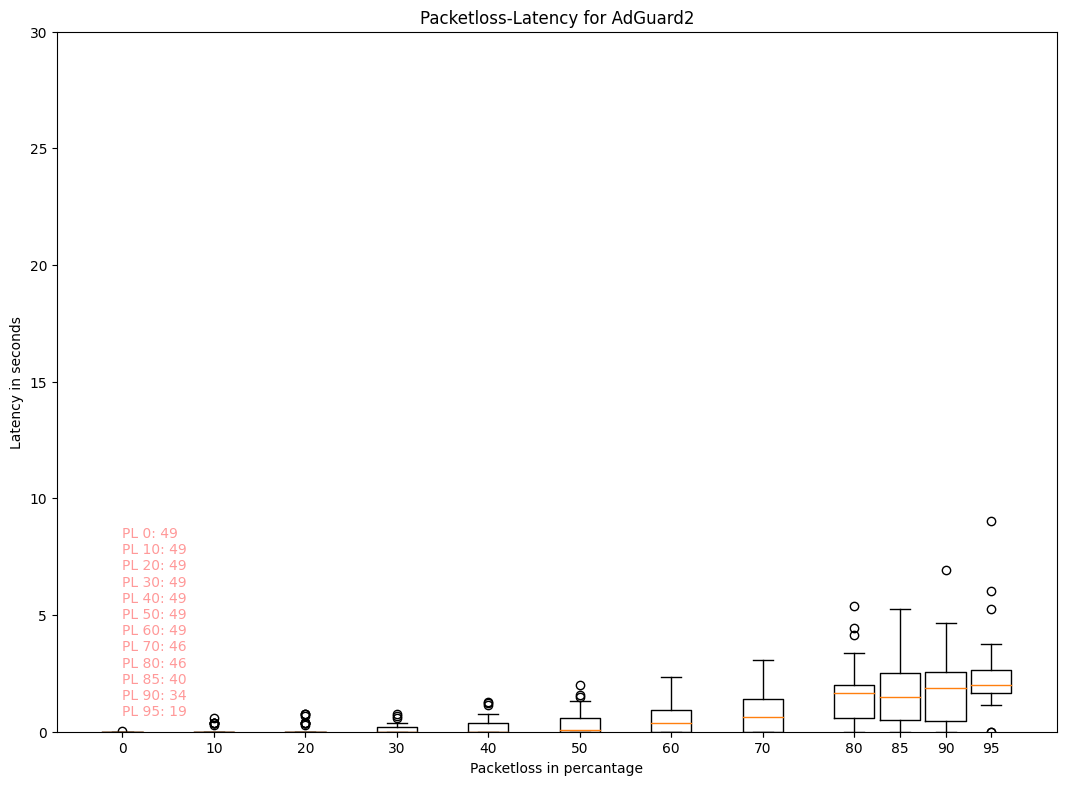 Packetloss-Latency for AdGuard2
30
25
20
15
10
5
0
Latency in seconds
PL 0: 49
PL 10: 49
PL 20: 49
PL 30: 49
PL 40: 49
PL 50: 49
PL 60: 49
PL 70: 46
PL 80: 46
PL 85: 40
PL 90: 34
PL 95: 19
0 10 20 30 40 50 60 70 80 85 90 95
Packetloss in percantage